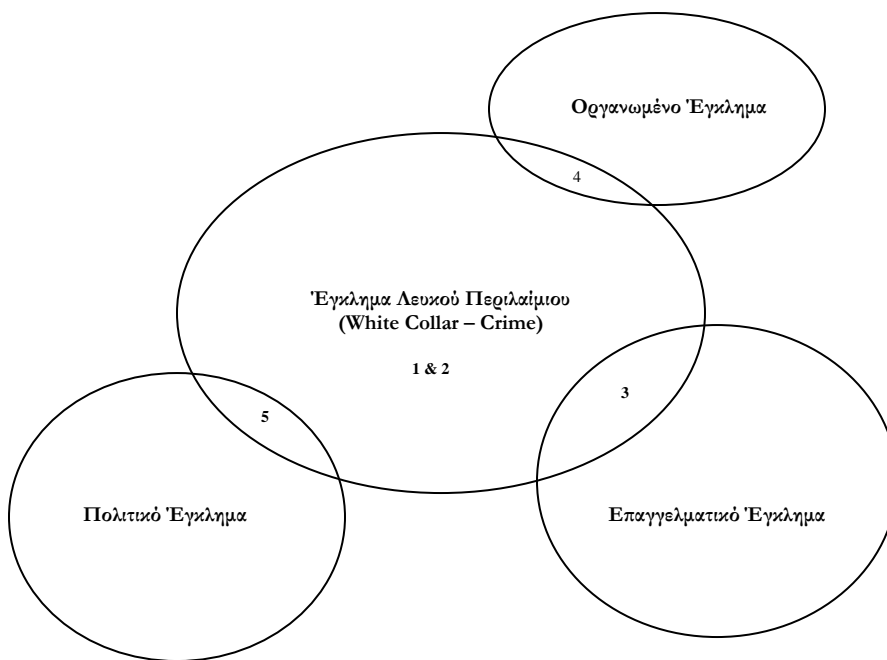 Οργανωμένο Έγκλημα
4
Έγκλημα Λευκού Περιλαίμιου
(White Collar – Crime)
1 & 2
3
5
Πολιτικό Έγκλημα
Επαγγελματικό Έγκλημα